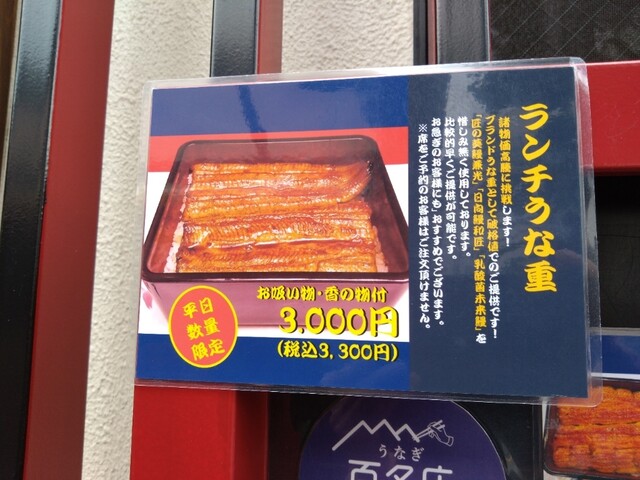 ランチうな重
諸物価高騰に挑戦します!
ブランドうな重として破格値でのご提供です!
「匠の美鰻兼光」「日向鰻和匠」「乳酸菌未来鰻」を
惜しみ無く使用しております。
比較的早くご提供が可能です。
お急ぎのお客様にも、おすすめでございます。
※席をご予約のお客様はご注文頂けません。
お吸い物・香の物付
3,000円
(税込3,300円)
平日
数量
限定
うなぎ
百名店